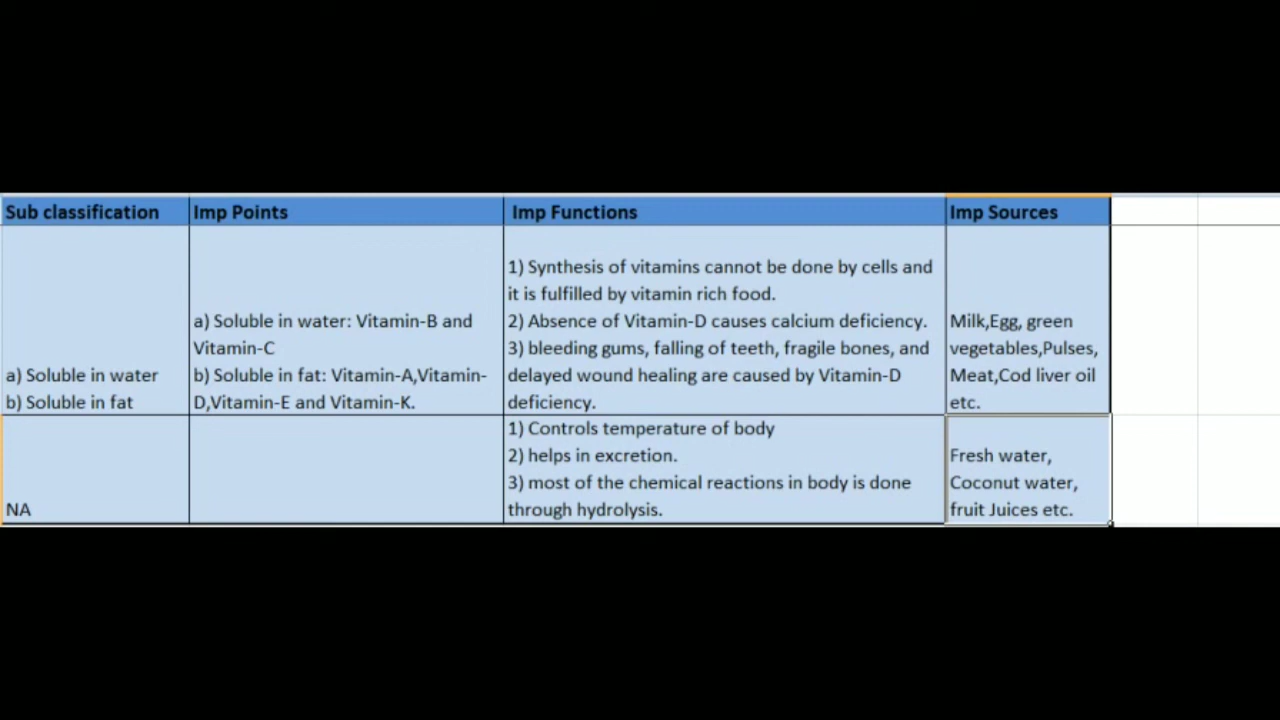 Sub classification
Imp Points
Imp Functions
Imp Sources
a) Soluble in water
b) Soluble in fat
a) Soluble in water: Vitamin-B and
Vitamin-C
b) Soluble in fat: Vitamin-A,Vitamin-
D,Vitamin-E and Vitamin-K.
1) Synthesis of vitamins cannot be done by cells and
it is fulfilled by vitamin rich food.
2) Absence of Vitamin-D causes calcium deficiency.
3) bleeding gums, falling of teeth, fragile bones, and
delayed wound healing are caused by Vitamin-D
deficiency.
Milk,Egg, green
vegetables,Pulses,
Meat,Cod liver oil
etc.
NA
1) Controls temperature of body
2) helps in excretion.
3) most of the chemical reactions in body is done
through hydrolysis.
Fresh water,
Coconut water,
fruit Juices etc.